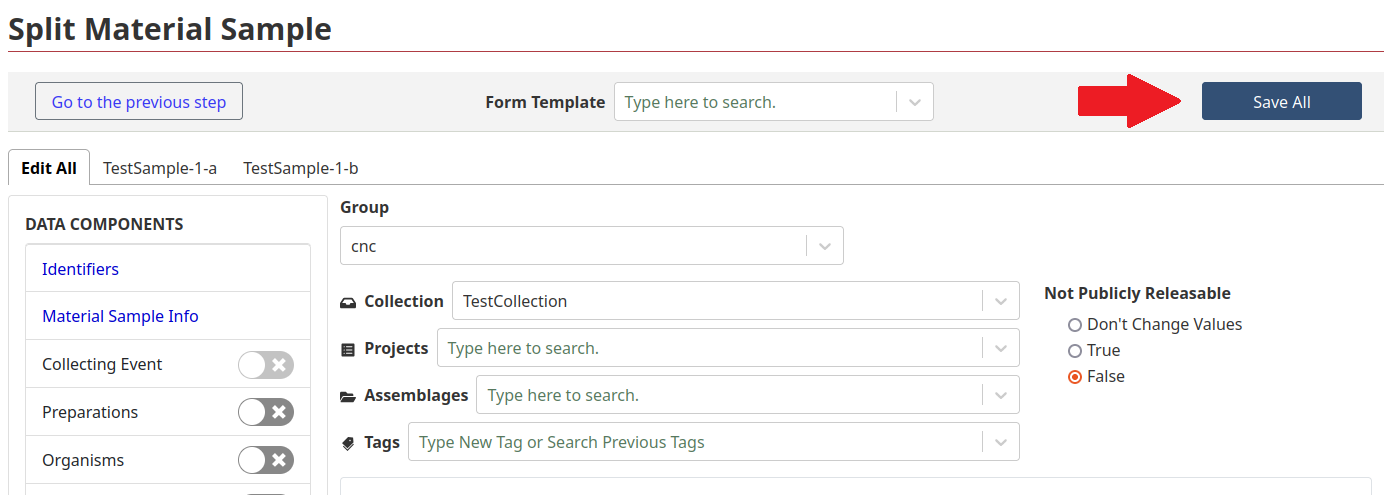 Split Material Sample
Go to the previous step
Form Template
Type here to search.
Save All
Edit All
TestSample-1-a
TestSample-1-b
DATA COMPONENTS
Identifiers
Material Sample Info
Collecting Event
Preparations
Organisms
Group
cnc
Collection
TestCollection
Projects
Type here to search.
Assemblages
Type here to search.
Tags
Type New Tag or Search Previous Tags
Not Publicly Releasable
Don't Change Values
True
False